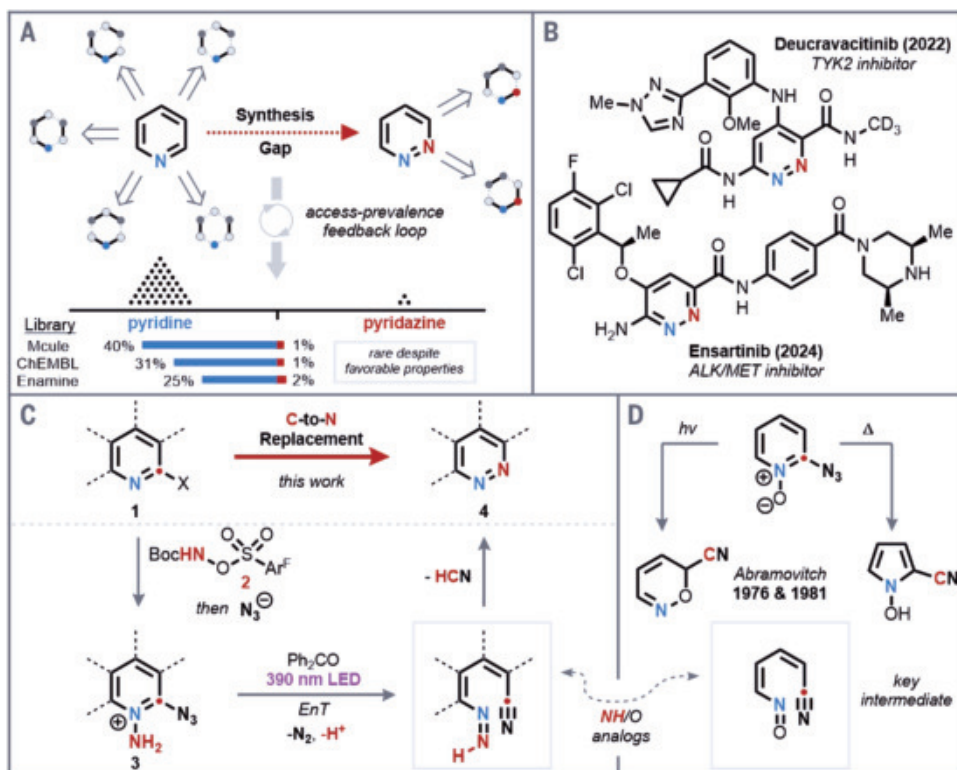 A
Synthesis
Gap
N
N
N
access-prevalence
feedback loop
Library
pyridine
pyridazine
Mcule
40%
1%
ChEMBL
31%
1%
Enamine
25%
2%
rare despite
favorable properties
B
Deucravacitinib (2022)
TYK2 inhibitor
Me
N
N
N
NH
OMe
O
N
H
CD3
O
N
H
N
N
F
Cl
Cl
Me
O
O
N
H
H2N
N
N
O
N
Me
NH
Me
Ensartinib (2024)
ALK/MET inhibitor
C
C-to-N
Replacement
this work
N
X
1
N
N
4
BocHN
O
S
O
O
ArF
2
then N3⊖
- HCN
N
⊕
N3
NH2
3
Ph2CO
390 nm LED
EnT
-N2, -H+
N
N
H
N
NH/O
analogs
D
hv
Δ
N
⊕
N3
O
⊖
CN
N
O
Abramovitch
1976 & 1981
N
CN
OH
N
O
N
key
intermediate